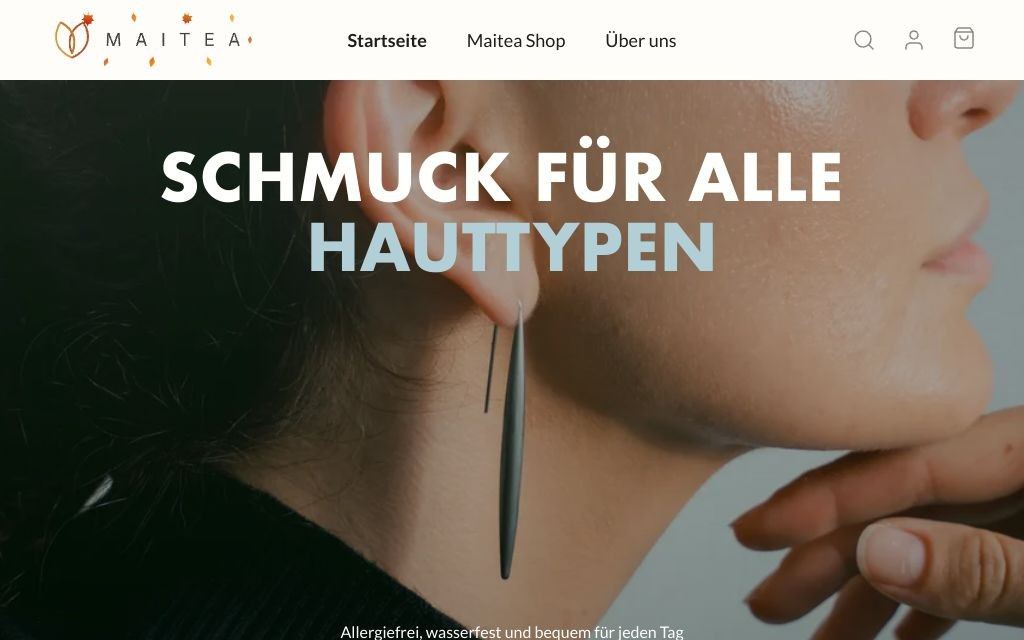 MAITEA
Startseite
Maitea Shop
Über uns
SCHMUCK FÜR ALLE
HAUTTYPEN
Allergiefrei, wasserfest und bequem für jeden Tag